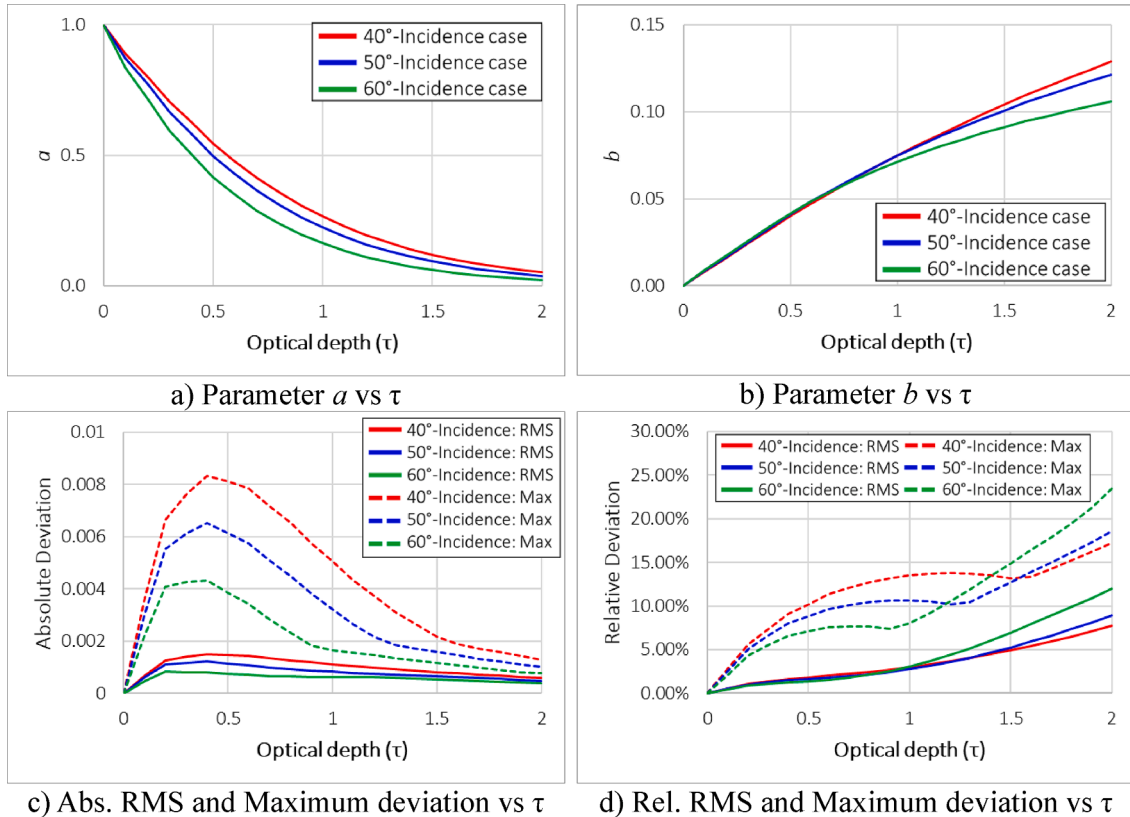 1.0
0.5
0.0
a
0
0.5
1
1.5
2
Optical depth (τ)
40°-Incidence case
50°-Incidence case
60°-Incidence case
a) Parameter a vs τ
0.15
0.10
0.05
0.00
b
0
0.5
1
1.5
2
Optical depth (τ)
40°-Incidence case
50°-Incidence case
60°-Incidence case
b) Parameter b vs τ
0.01
0.008
0.006
0.004
0.002
0
Absolute Deviation
0
0.5
1
1.5
2
Optical depth (τ)
40°-Incidence: RMS
50°-Incidence: RMS
60°-Incidence: RMS
40°-Incidence: Max
50°-Incidence: Max
60°-Incidence: Max
c) Abs. RMS and Maximum deviation vs τ
30.00%
25.00%
20.00%
15.00%
10.00%
5.00%
0.00%
Relative Deviation
0
0.5
1
1.5
2
Optical depth (τ)
40°-Incidence: RMS
50°-Incidence: RMS
60°-Incidence: RMS
40°-Incidence: Max
50°-Incidence: Max
60°-Incidence: Max
d) Rel. RMS and Maximum deviation vs τ